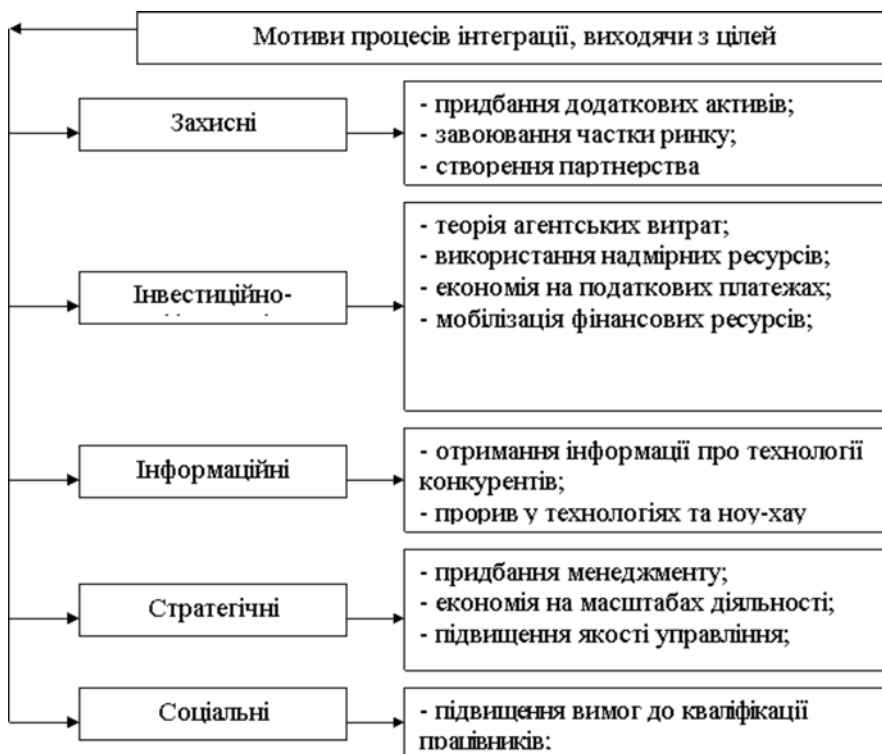 Мотиви процесів інтеграції, виходячи з цілей
Захисні
- придбання додаткових активів;
- завоювання частки ринку;
- створення партнерства
Інвестиційно-
- теорія агентських витрат;
- використання надмірних ресурсів;
- економія на податкових платежах;
- мобілізація фінансових ресурсів;
Інформаційні
- отримання інформації про технології
конкурентів;
- прорив у технологіях та ноу-хау
Стратегічні
- придбання менеджменту;
- економія на масштабах діяльності;
- підвищення якості управління;
Соціальні
- підвищення вимог до кваліфікації
працівників;